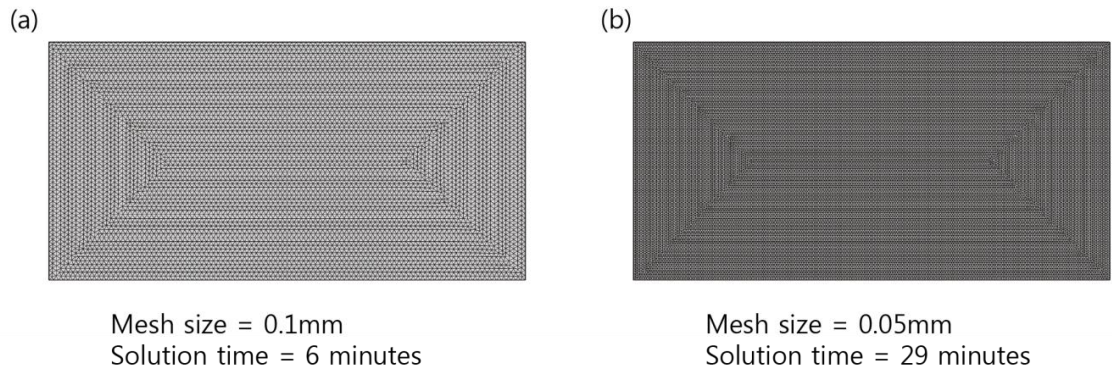 (a)
(b)
Mesh size = 0.1mm
Solution time = 6 minutes
Mesh size = 0.05mm
Solution time = 29 minutes